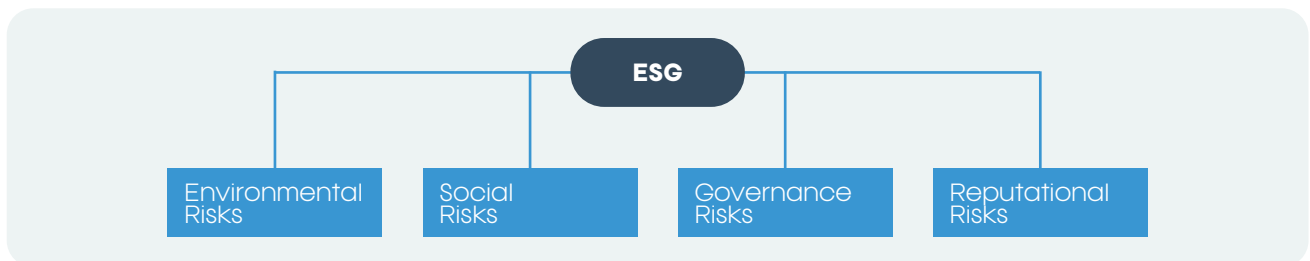 ESG
Environmental
Risks
Social
Risks
Governance
Risks
Reputational
Risks